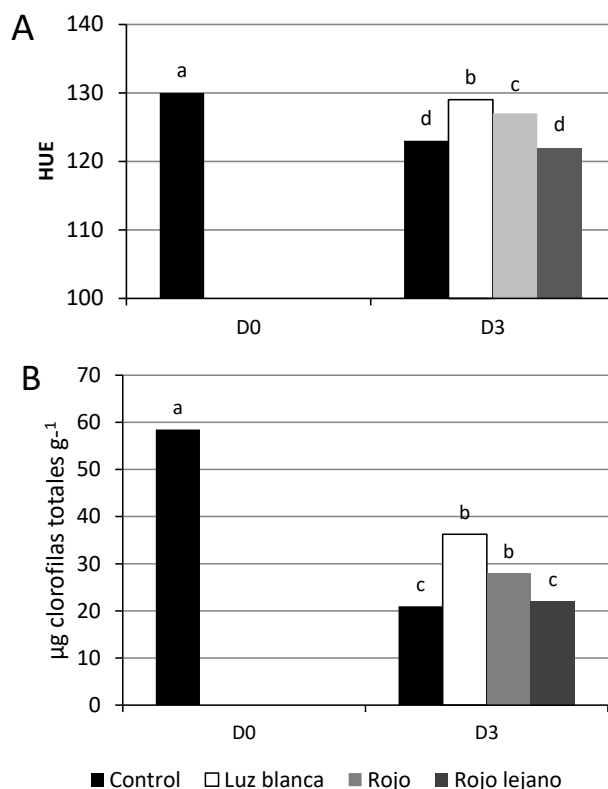 A
140
a
130
b
c
d
d
120
110
100
HUE
D0
D3
B
70
a
60
50
40
b
b
30
c
c
20
10
0
µg clorofilas totales g-¹
D0
D3
Control
Luz blanca
Rojo
Rojo lejano